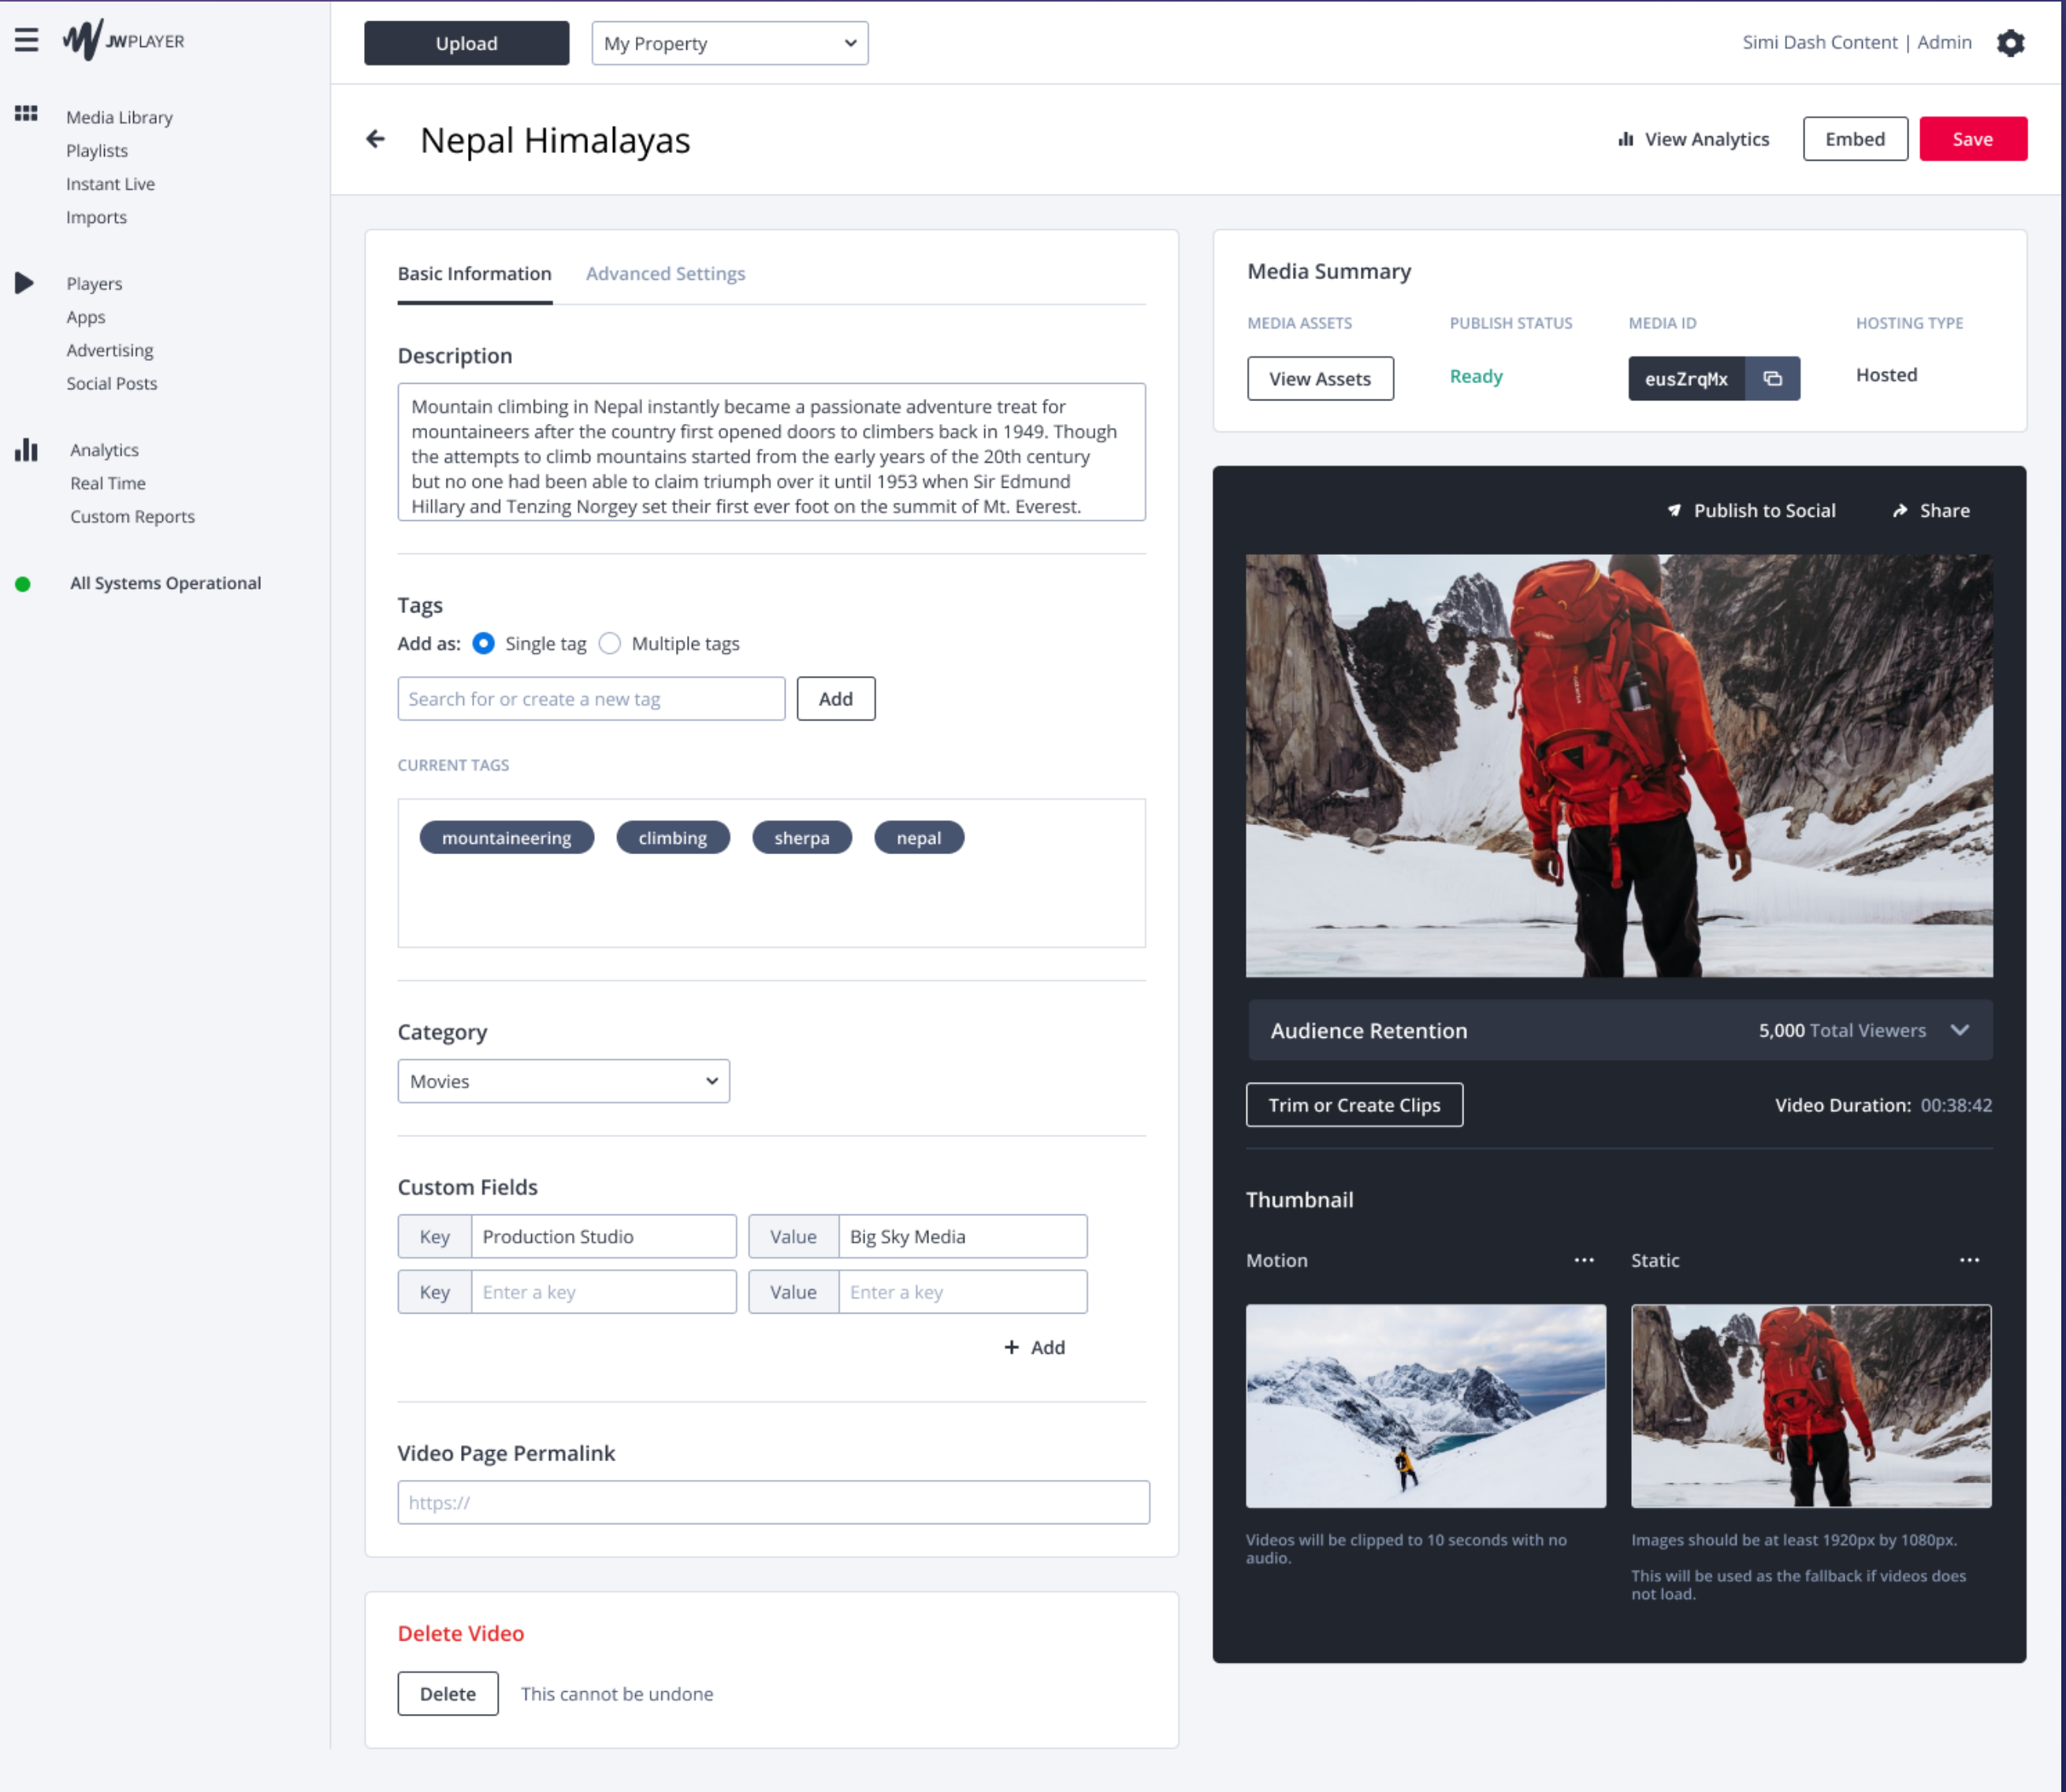 JWPLAYER
Upload
My Property
Simi Dash Content | Admin
Media Library
Playlists
Instant Live
Imports
Players
Apps
Advertising
Social Posts
Analytics
Real Time
Custom Reports
All Systems Operational
Nepal Himalayas
View Analytics
Embed
Save
Basic Information
Advanced Settings
Description
Mountain climbing in Nepal instantly became a passionate adventure treat for
mountaineers after the country first opened doors to climbers back in 1949. Though
the attempts to climb mountains started from the early years of the 20th century
but no one had been able to claim triumph over it until 1953 when Sir Edmund
Hillary and Tenzing Norgey set their first ever foot on the summit of Mt. Everest.
Tags
Add as: Single tag Multiple tags
Search for or create a new tag
Add
CURRENT TAGS
mountaineering climbing sherpa nepal
Category
Movies
Custom Fields
Key Production Studio Value Big Sky Media
Key Enter a key Value Enter a key
+ Add
Video Page Permalink
https://
Delete Video
Delete This cannot be undone
Media Summary
MEDIA ASSETS PUBLISH STATUS MEDIA ID HOSTING TYPE
View Assets Ready eusZrqMx Hosted
Publish to Social Share
Audience Retention 5,000 Total Viewers
Trim or Create Clips Video Duration: 00:38:42
Thumbnail
Motion
Videos will be clipped to 10 seconds with no
audio.
Static
Images should be at least 1920px by 1080px.
This will be used as the fallback if videos does
not load.